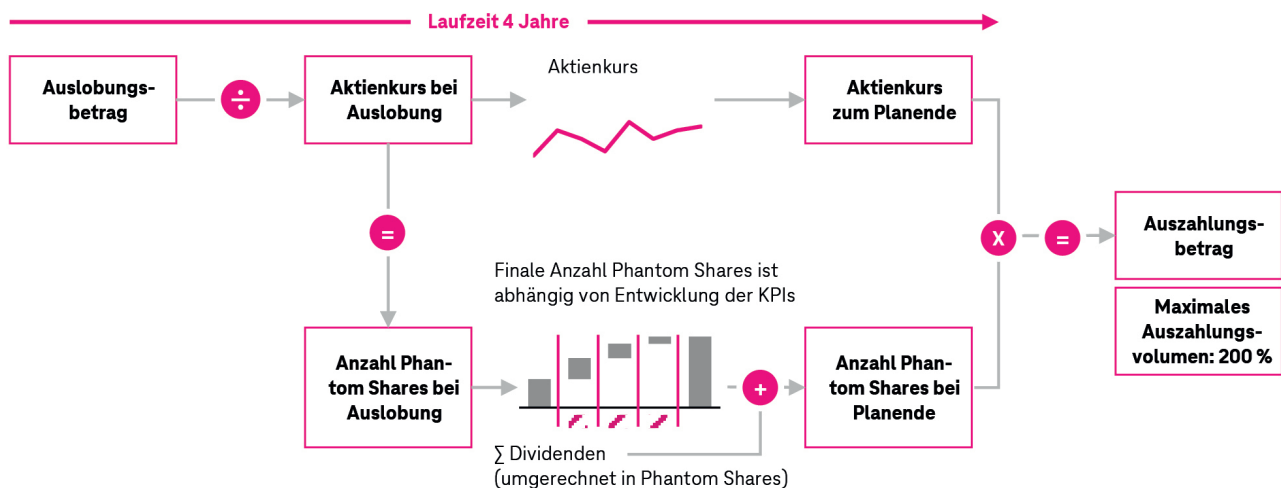 Laufzeit 4 Jahre
Auslobungs-
betrag
÷
Aktienkurs bei
Auslobung
Aktienkurs
Aktienkurs
zum Planende
=
X
=
Auszahlungs-
betrag
Maximales
Auszahlungs-
volumen: 200 %
Finale Anzahl Phantom Shares ist
abhängig von Entwicklung der KPIs
Anzahl Phan-
tom Shares bei
Auslobung
+
Anzahl Phan-
tom Shares bei
Planende
∑ Dividenden
(umgerechnet in Phantom Shares)